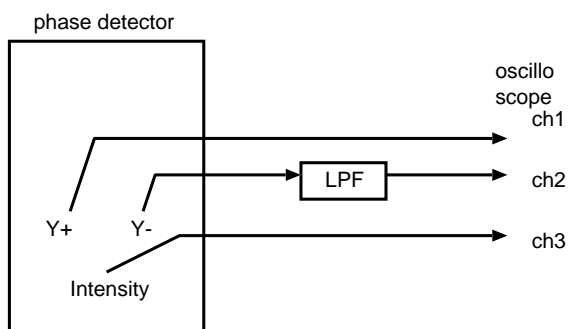 phase detector
oscillo
scope
ch1
LPF
ch2
Y+
Y-
ch3
Intensity